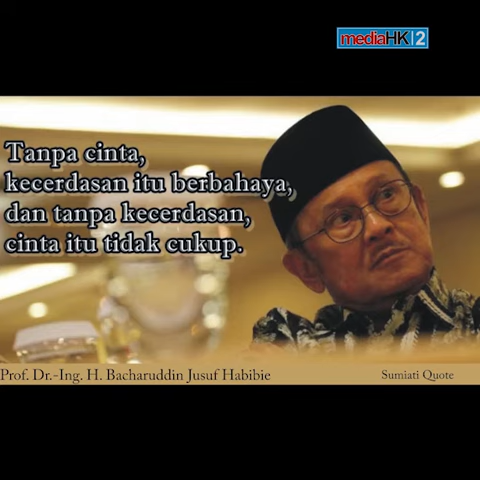 mediaHK|2
Tanpa cinta,
kecerdasan itu berbahaya,
dan tanpa kecerdasan,
cinta itu tidak cukup.
Prof. Dr.-Ing. H. Bacharuddin Jusuf Habibie
Sumiati Quote